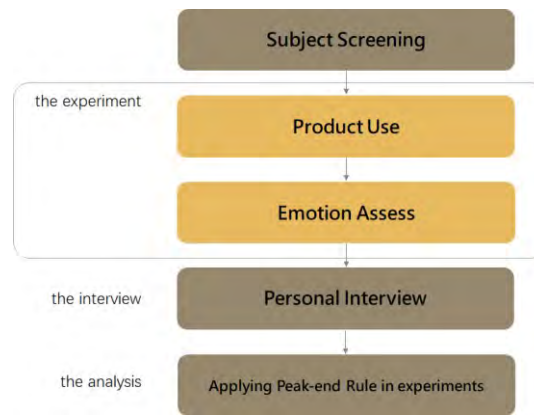 Subject Screening
the experiment
Product Use
Emotion Assess
the interview
Personal Interview
the analysis
Applying Peak-end Rule in experiments